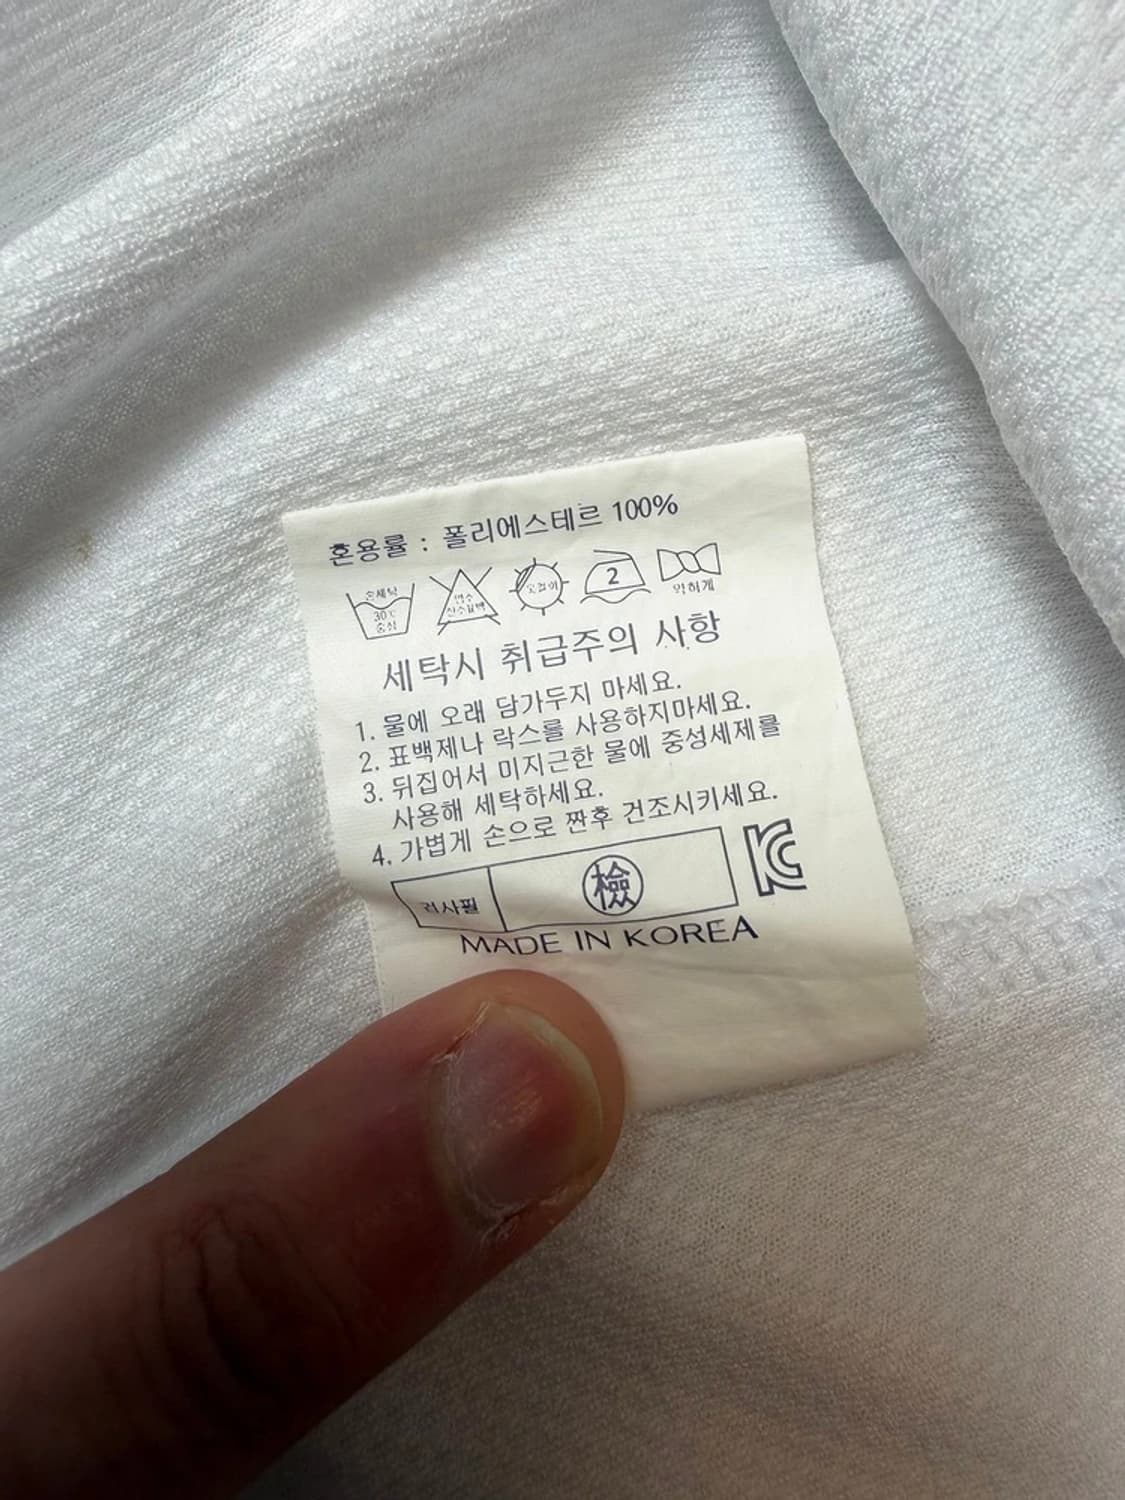 혼용률 : 폴리에스테르 100%
손세탁
30℃
중성
염소
산소표백
옷걸이
2
약하게
세탁시 취급주의 사항
1. 물에 오래 담가두지 마세요.
2. 표백제나 락스를 사용하지마세요.
3. 뒤집어서 미지근한 물에 중성세제를
사용해 세탁하세요.
4. 가볍게 손으로 짠후 건조시키세요.
검사필 檢
MADE IN KOREA